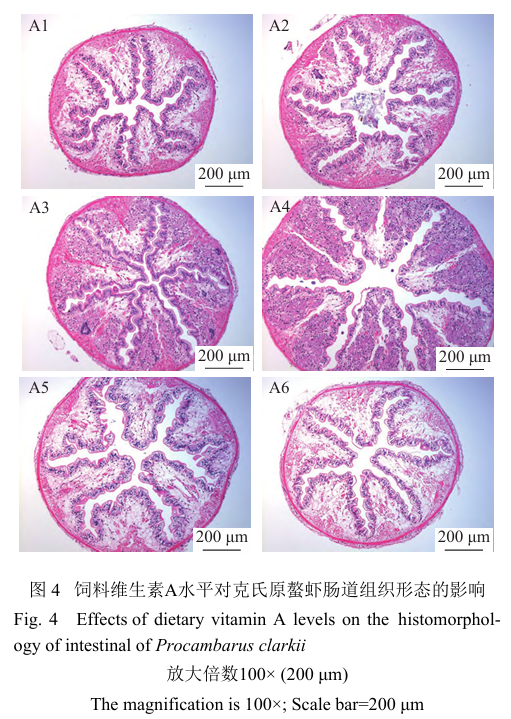 A1
A2
200 μm
200 μm
A3
A4
200 μm
200 μm
A5
A6
200 μm
200 μm
图 4 饲料维生素A水平对克氏原螯虾肠道组织形态的影响
Fig. 4 Effects of dietary vitamin A levels on the histomorphol-
ogy of intestinal of Procambarus clarkii
放大倍数100× (200 μm)
The magnification is 100×; Scale bar=200 μm